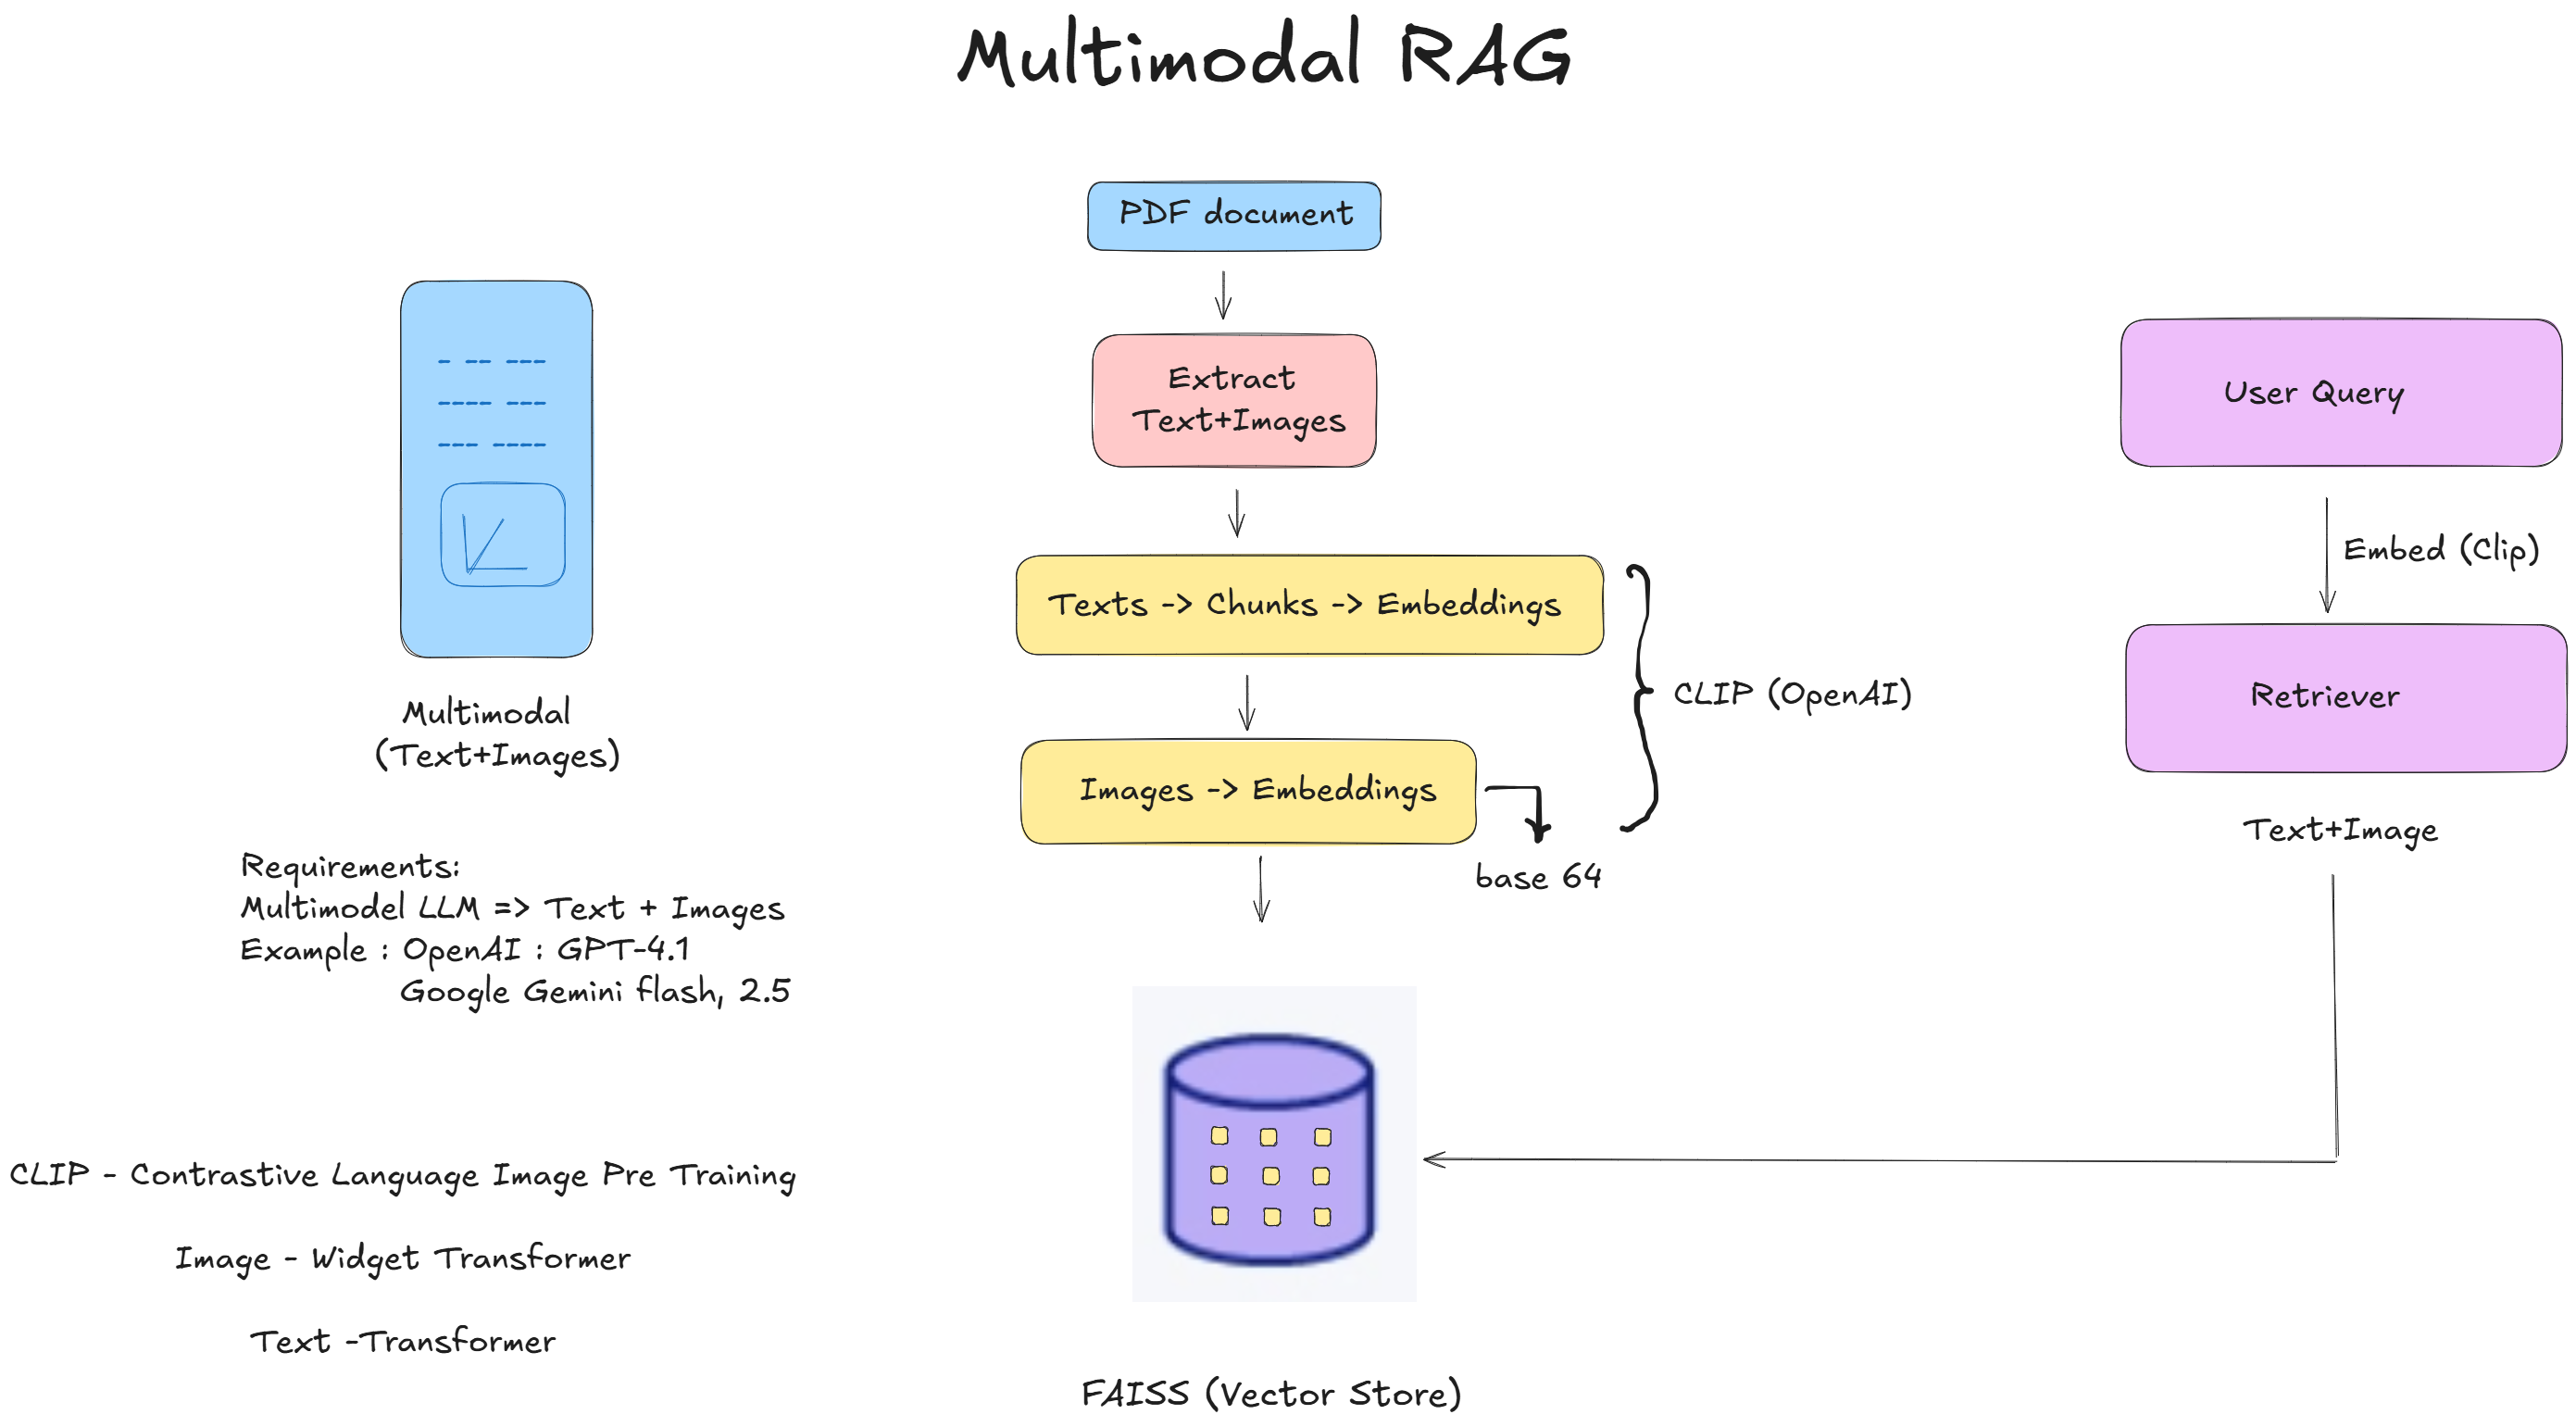 Multimodal RAG
PDF document
Extract
Text+Images
Texts -> Chunks -> Embeddings
Images -> Embeddings
base 64
CLIP (OpenAI)
FAISS (Vector Store)
Multimodal
(Text+Images)
Requirements:
Multimodel LLM => Text + Images
Example : OpenAI : GPT-4.1
Google Gemini flash, 2.5
CLIP - Contrastive Language Image Pre Training
Image - Widget Transformer
Text -Transformer
User Query
Embed (Clip)
Retriever
Text+Image